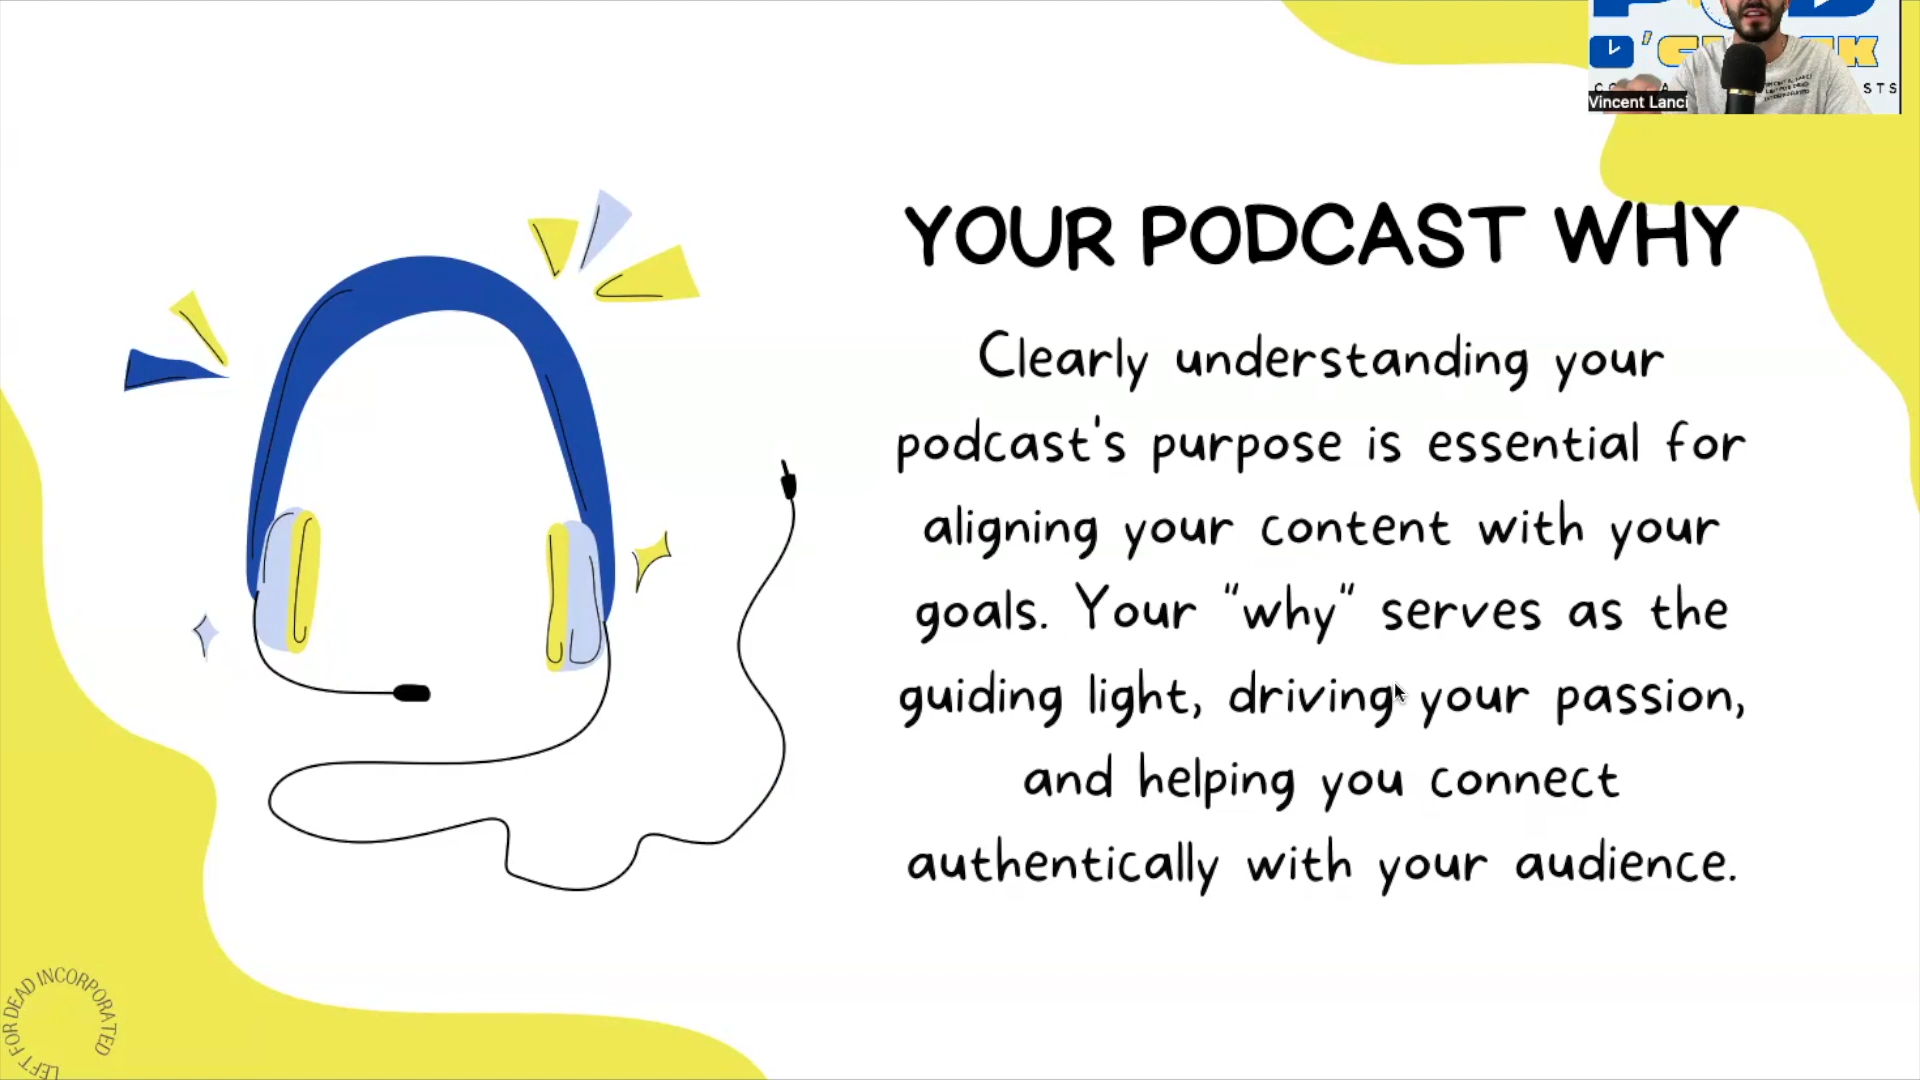 Vincent Lanci
STS
YOUR PODCAST WHY
Clearly understanding your
podcast's purpose is essential for
aligning your content with your
goals. Your "why" serves as the
guiding light, driving your passion,
and helping you connect
authentically with your audience.
LEFT FOR DEAD INCORPORATED